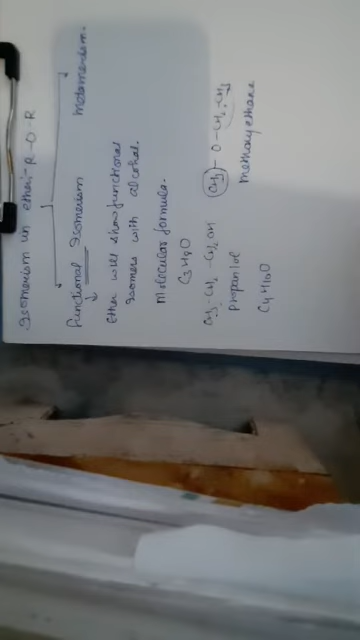 Isomerism in ether:- R-O-R
functional Isomerism    Metamerism.
Ether will show functional
Isomers with alcohol.
Molecular formula-
C3H8O
CH3-CH2-CH2OH    CH3-O-CH2-CH3
Propanol    Methoxyethane
C4H10O